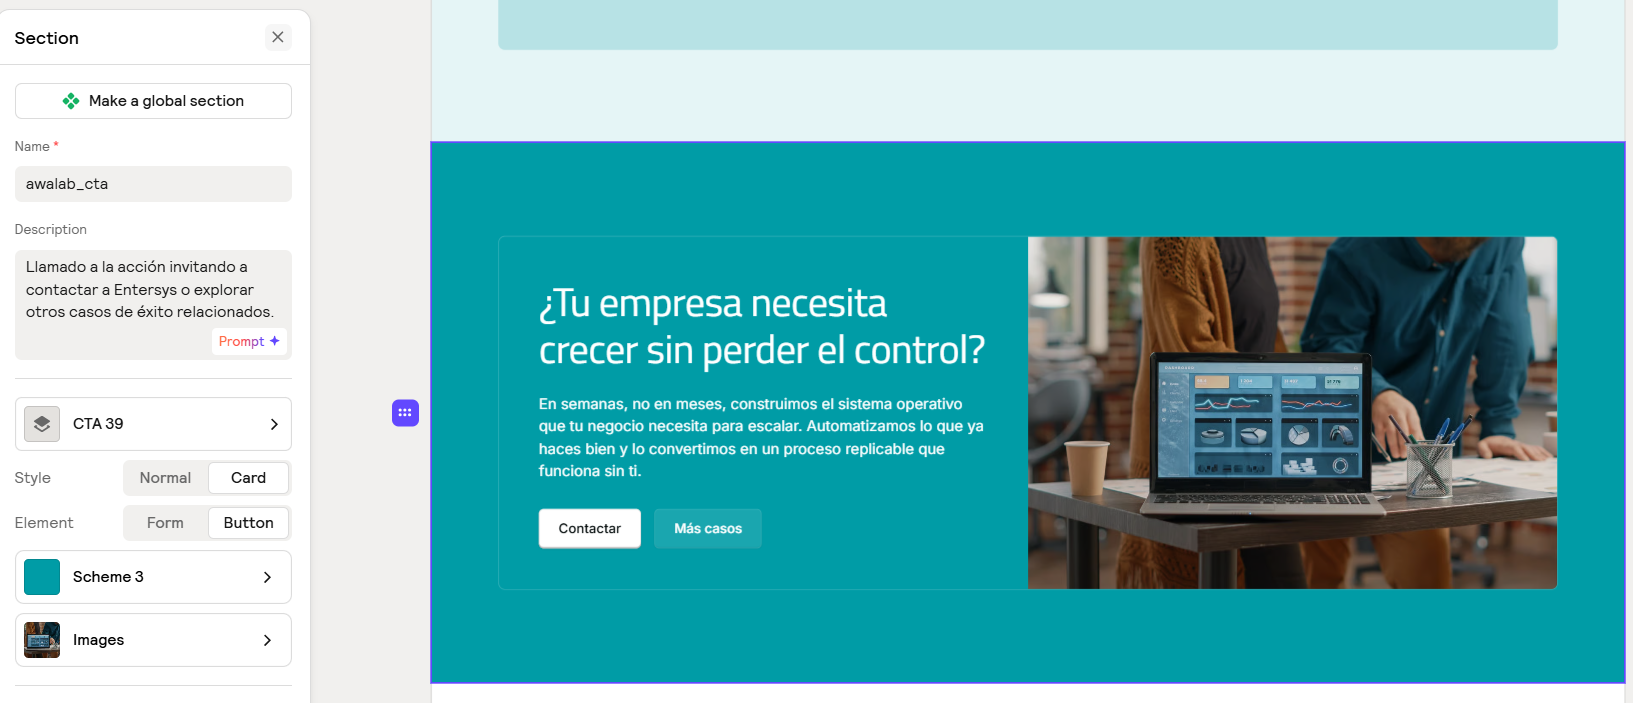 Section
Make a global section
Name *
awalab_cta
Description
Llamado a la acción invitando a
contactar a Entersys o explorar
otros casos de éxito relacionados.
Prompt
CTA 39
Style
Normal
Card
Element
Form
Button
Scheme 3
Images
¿Tu empresa necesita
crecer sin perder el control?
En semanas, no en meses, construimos el sistema operativo
que tu negocio necesita para escalar. Automatizamos lo que ya
haces bien y lo convertimos en un proceso replicable que
funciona sin ti.
Contactar
Más casos
DASHBOARD